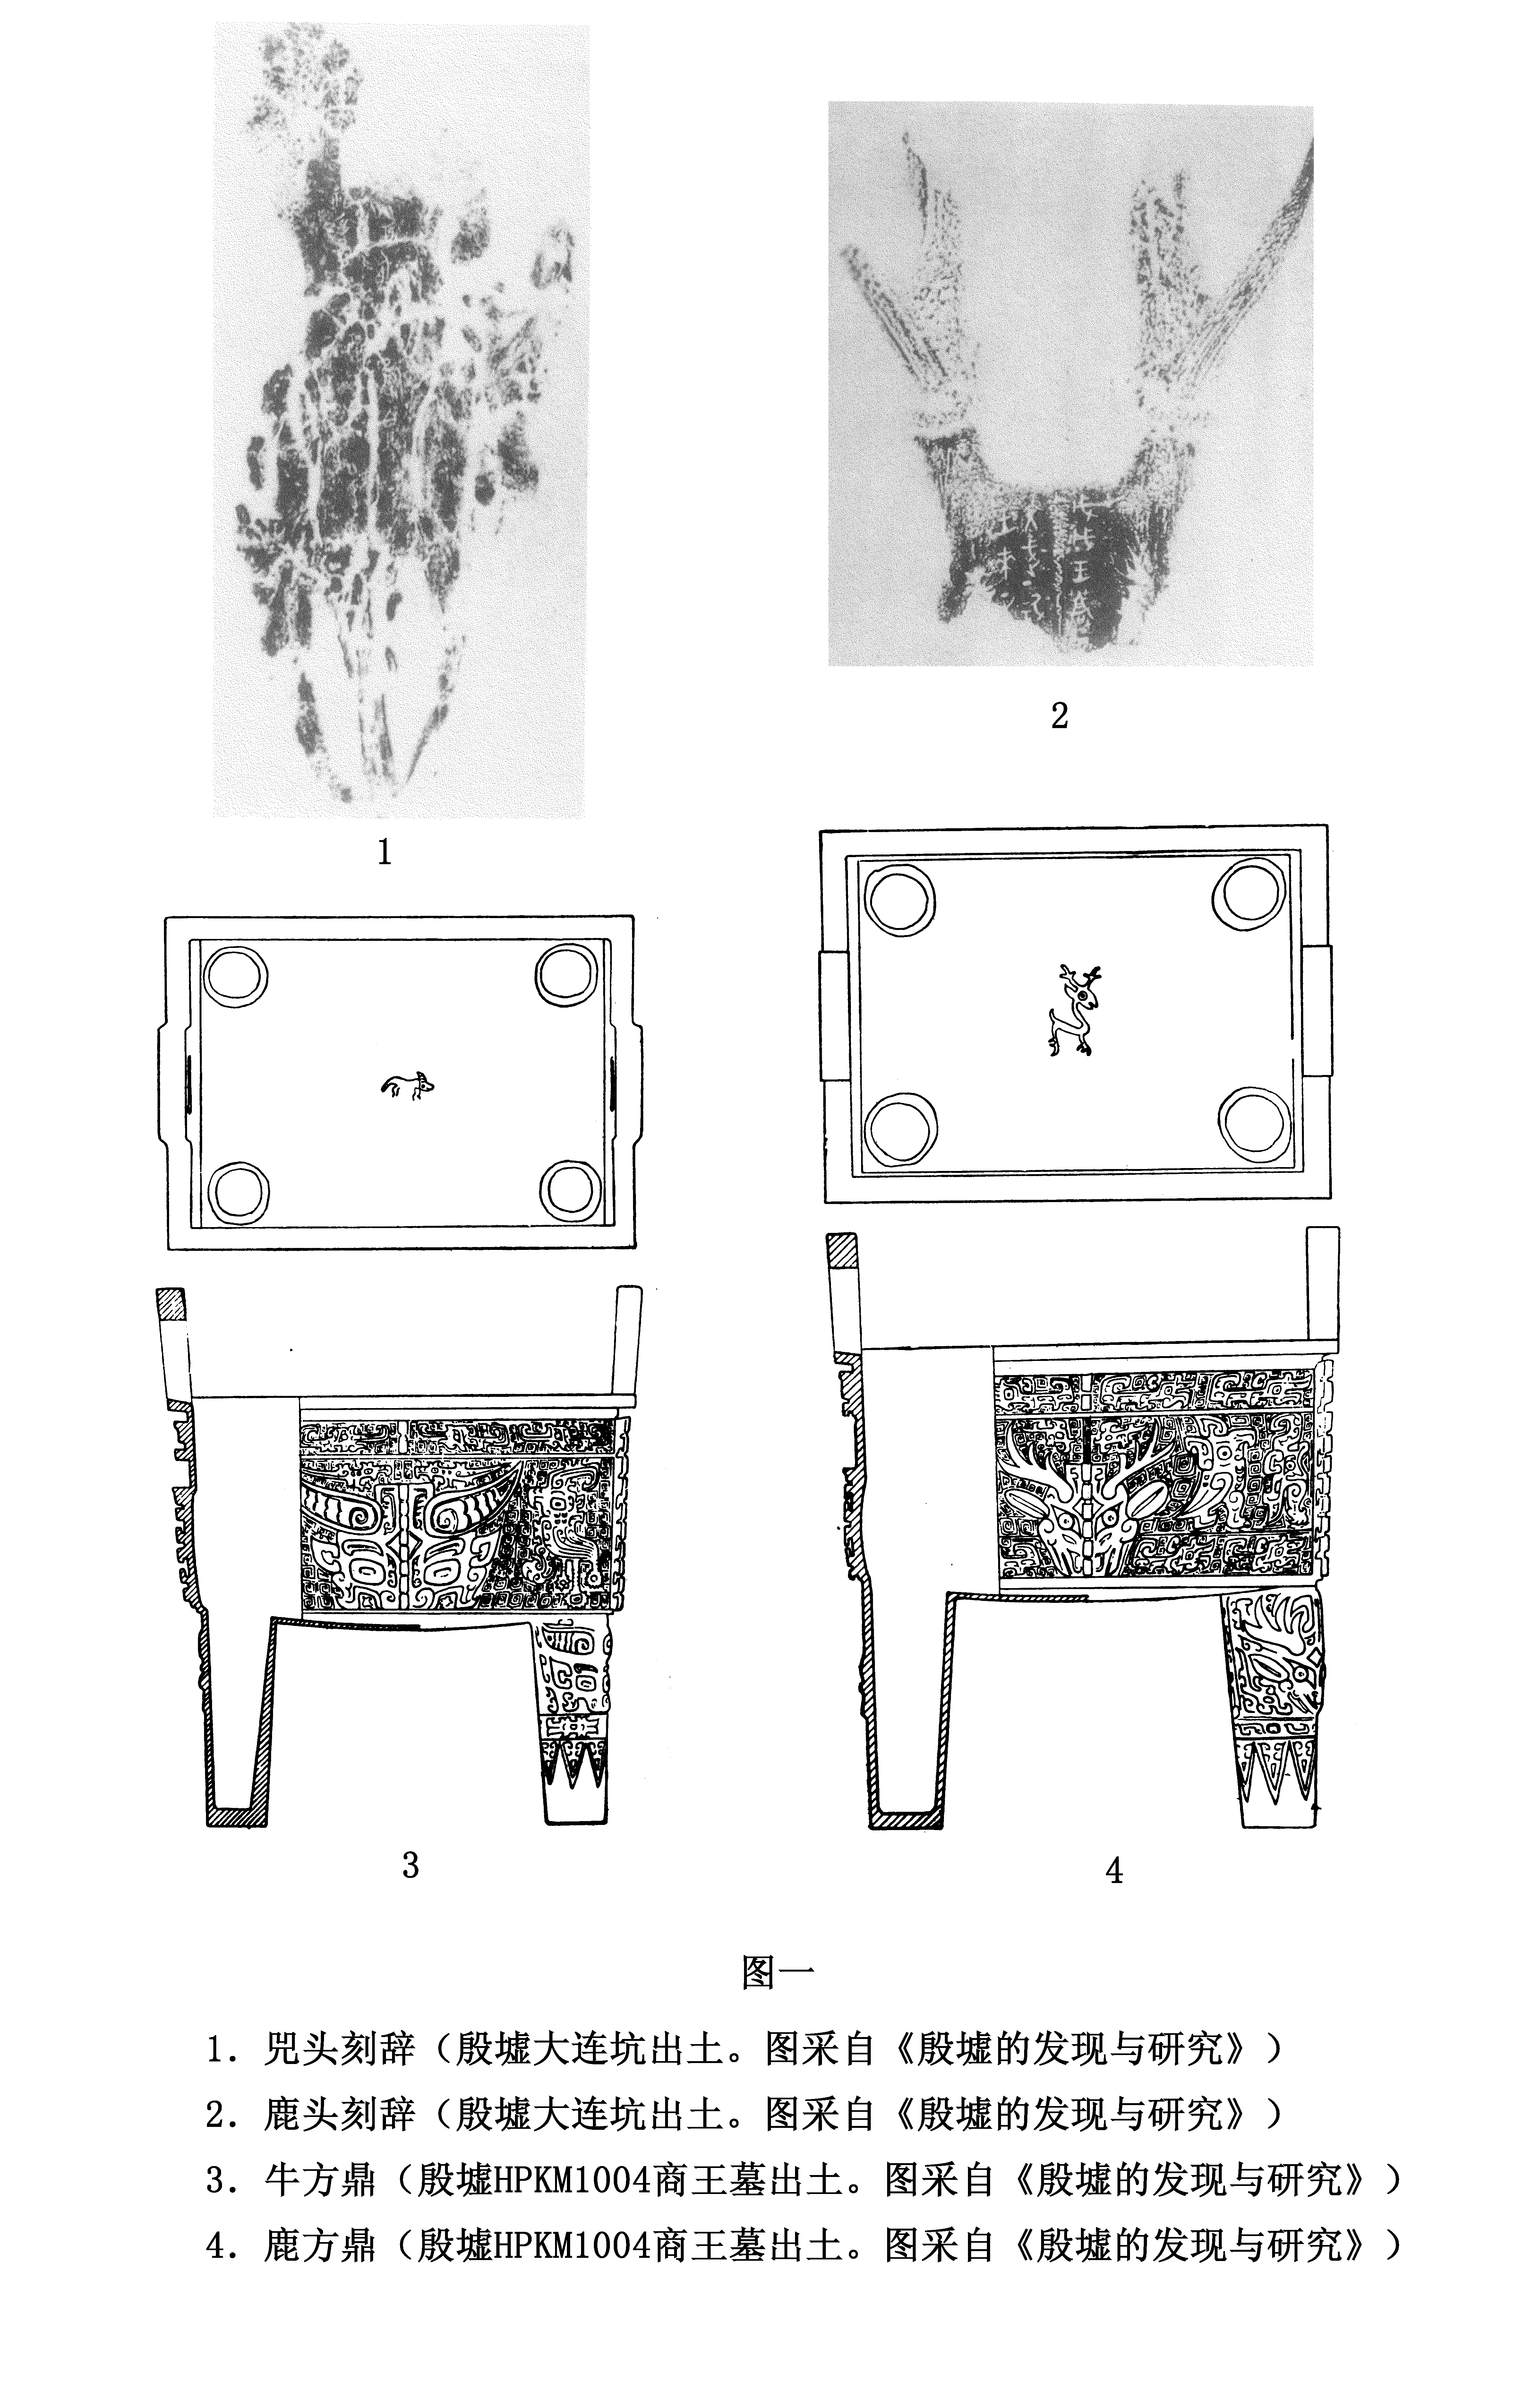 1
2
3
4
图一
1. 兕头刻辞（殷墟大连坑出土。图采自《殷墟的发现与研究》）
2. 鹿头刻辞（殷墟大连坑出土。图采自《殷墟的发现与研究》）
3. 牛方鼎（殷墟HPKM1004商王墓出土。图采自《殷墟的发现与研究》）
4. 鹿方鼎（殷墟HPKM1004商王墓出土。图采自《殷墟的发现与研究》）